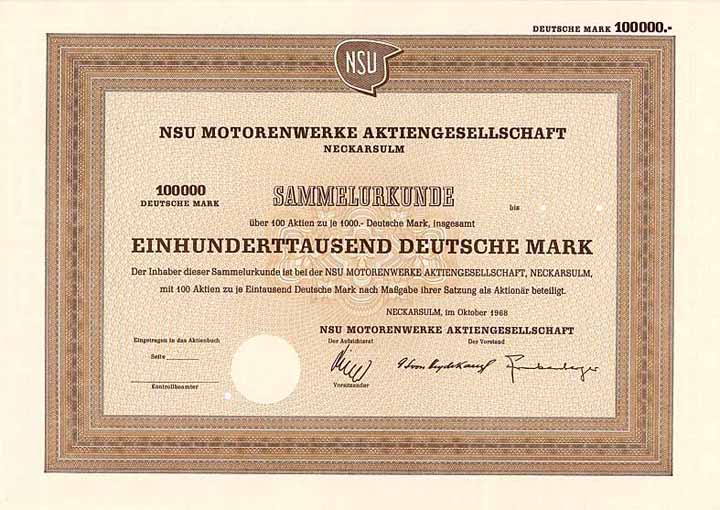 DEUTSCHE MARK 100000.-
NSU
NSU MOTORENWERKE AKTIENGESELLSCHAFT
NECKARSULM
100000
DEUTSCHE MARK
SAMMELURKUNDE
bis
über 100 Aktien zu je 1000.- Deutsche Mark, insgesamt
EINHUNDERTTAUSEND DEUTSCHE MARK
Der Inhaber dieser Sammelurkunde ist bei der NSU MOTORENWERKE AKTIENGESELLSCHAFT, NECKARSULM,
mit 100 Aktien zu je Eintausend Deutsche Mark nach Maßgabe ihrer Satzung als Aktionär beteiligt.
NECKARSULM, im Oktober 1968
NSU MOTORENWERKE AKTIENGESELLSCHAFT
Eingetragen in das Aktienbuch
Der Aufsichtsrat
Der Vorstand
Seite
Vorsitzender
Kontrollbeamter